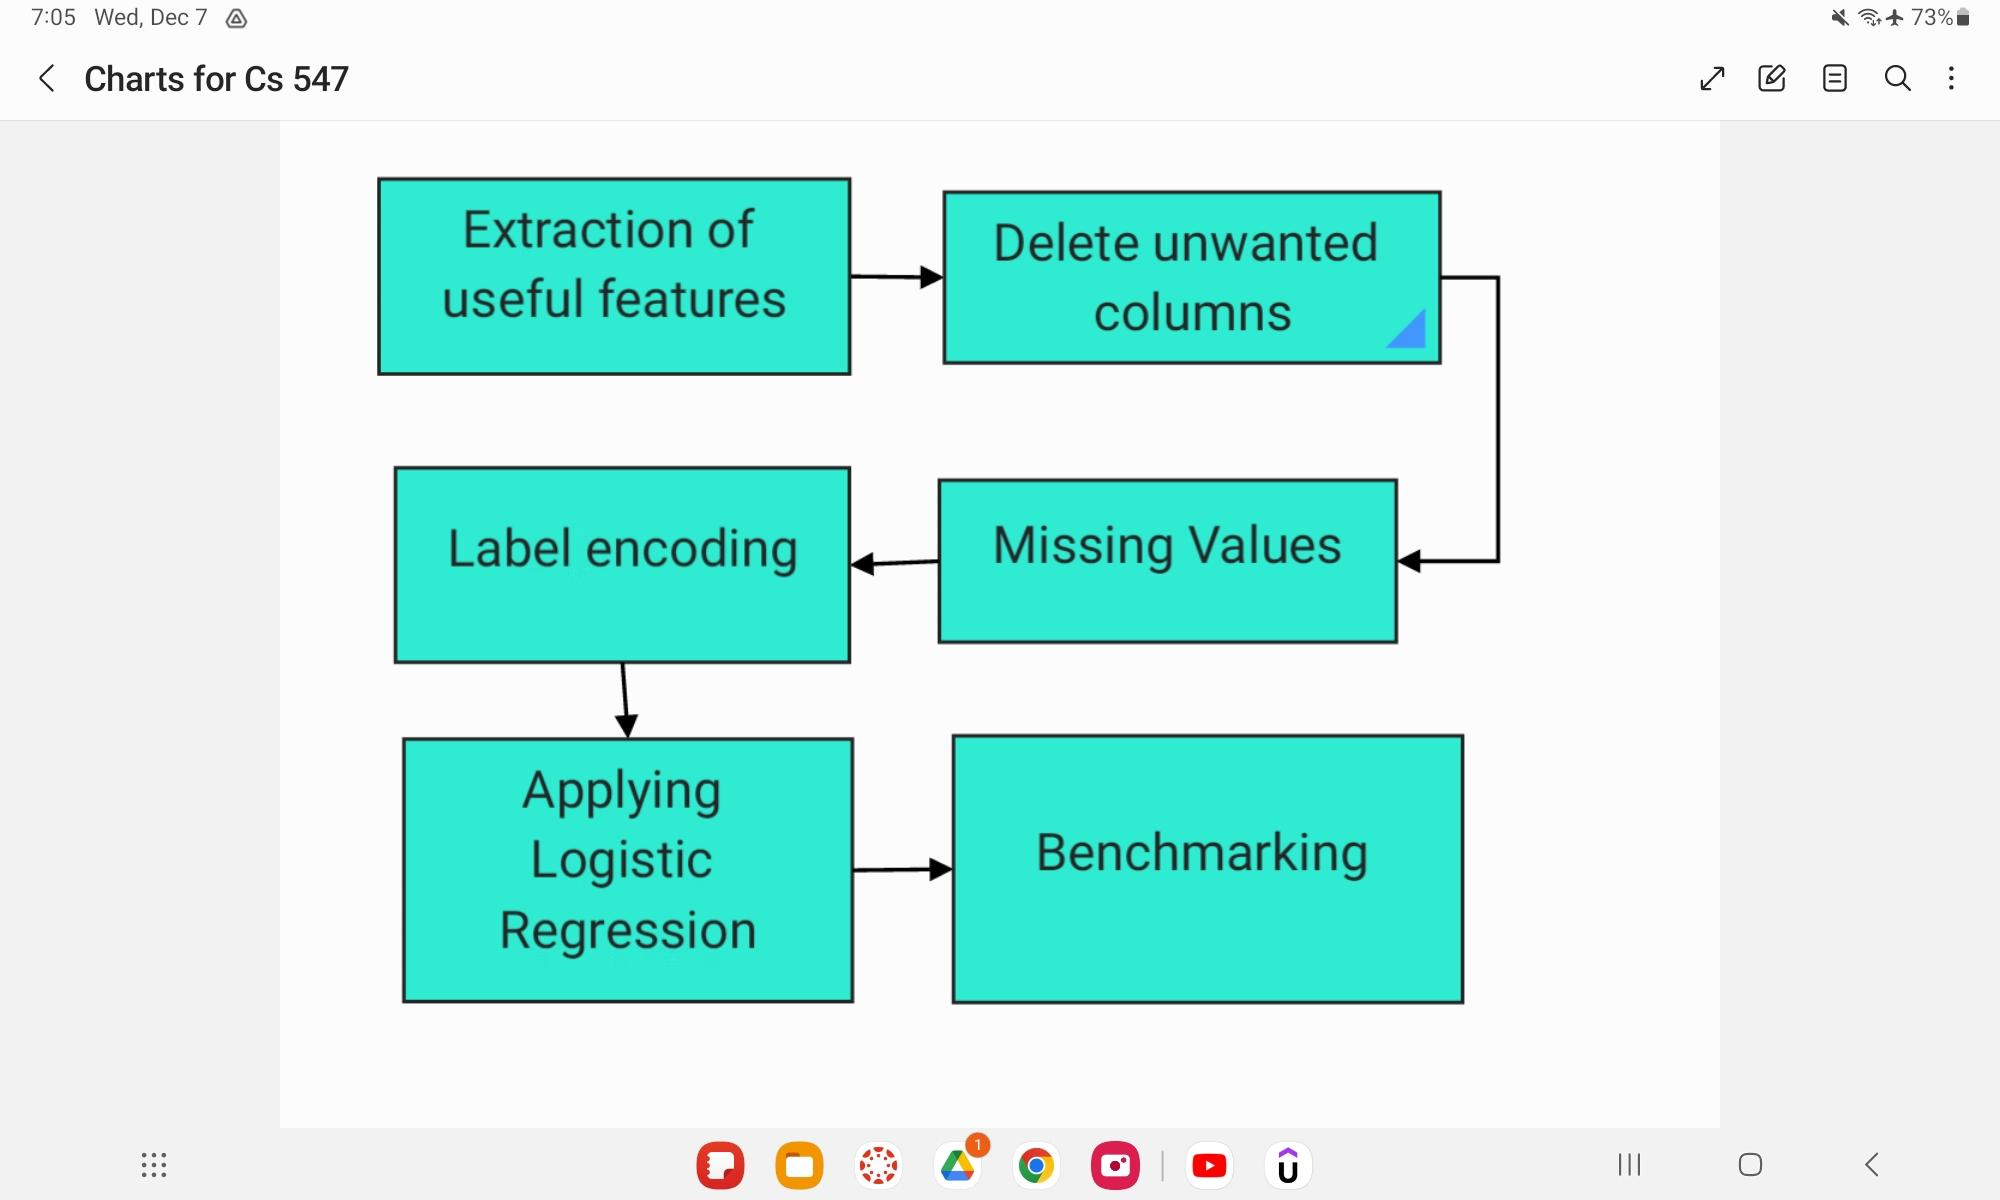 7:05 Wed, Dec 7
73%
Charts for Cs 547
Extraction of
useful features
Delete unwanted
columns
Label encoding
Missing Values
Applying
Logistic
Regression
Benchmarking
1